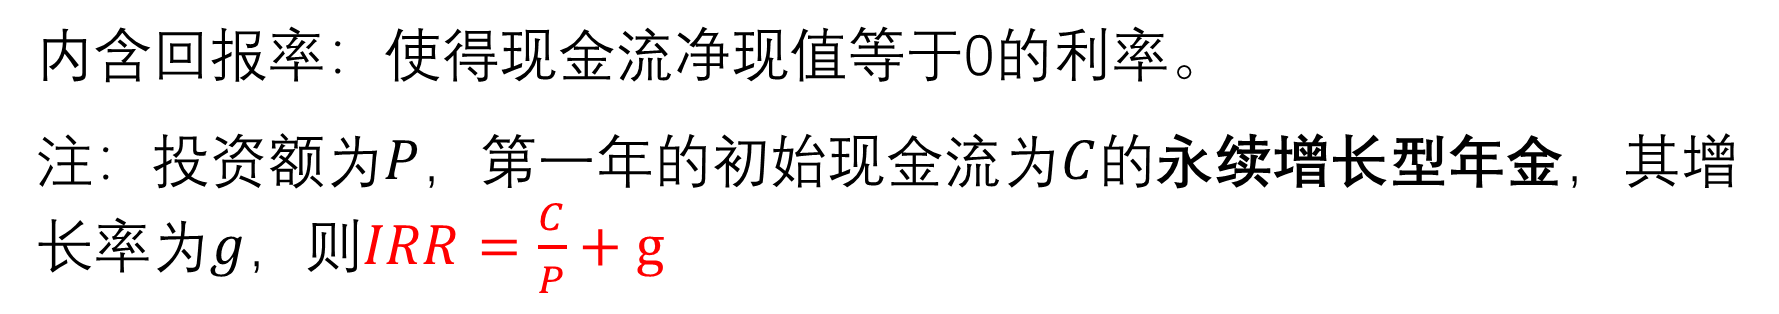 内含回报率：使得现金流净现值等于0的利率。
注：投资额为P，第一年的初始现金流为C的永续增长型年金，其增
长率为g，则IRR = \frac{C}{P} + g